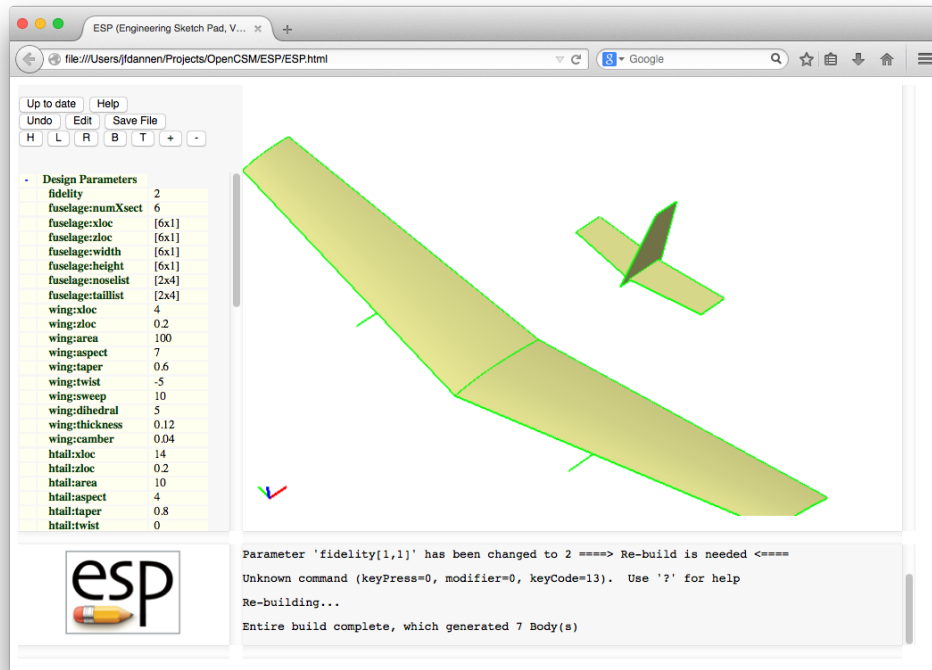 ESP (Engineering Sketch Pad, V...
file:///Users/jfdannen/Projects/OpenCSM/ESP/ESP.html
8 Google
Up to date Help
Undo Edit Save File
H L R B T + -
- Design Parameters
fidelity 2
fuselage:numXsect 6
fuselage:xloc [6x1]
fuselage:zloc [6x1]
fuselage:width [6x1]
fuselage:height [6x1]
fuselage:noselist [2x4]
fuselage:taillist [2x4]
wing:xloc 4
wing:zloc 0.2
wing:area 100
wing:aspect 7
wing:taper 0.6
wing:twist -5
wing:sweep 10
wing:dihedral 5
wing:thickness 0.12
wing:camber 0.04
htail:xloc 14
htail:zloc 0.2
htail:area 10
htail:aspect 4
htail:taper 0.8
htail:twist 0
esp
Parameter 'fidelity[1,1]' has been changed to 2 ====> Re-build is needed <====
Unknown command (keyPress=0, modifier=0, keyCode=13). Use '?' for help
Re-building...
Entire build complete, which generated 7 Body(s)